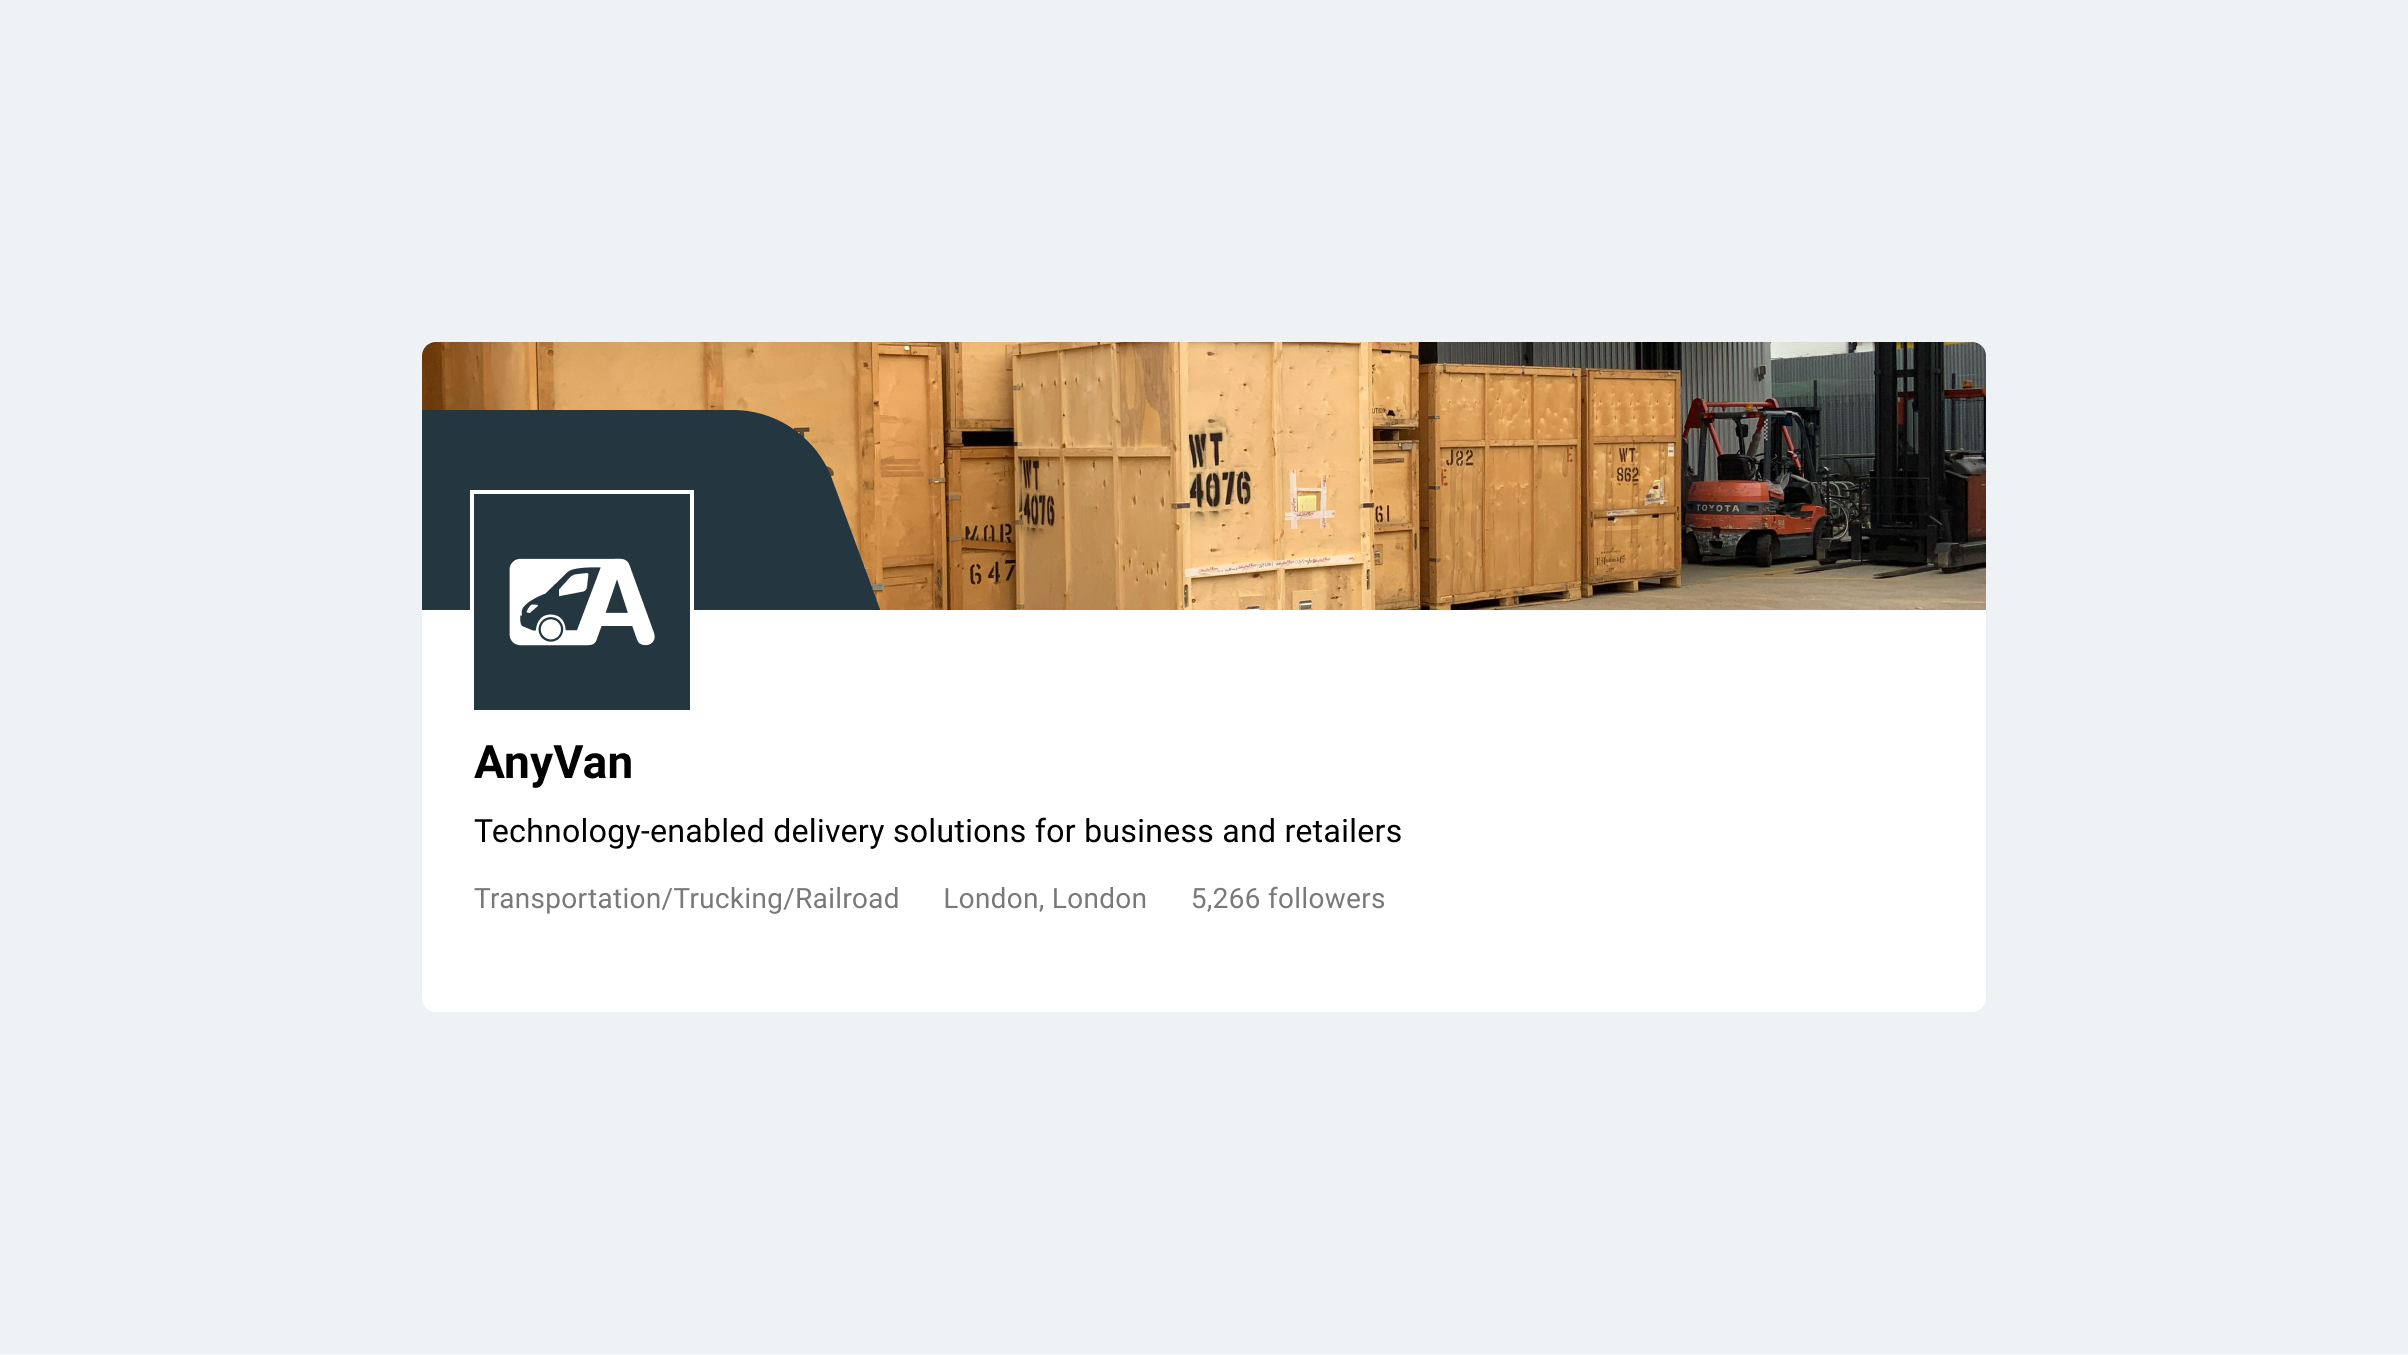 WT
4076
WT
4076
J82
E
E
WT
862
61
MOR
647
TOYOTA
A
AnyVan
Technology-enabled delivery solutions for business and retailers
Transportation/Trucking/Railroad London, London 5,266 followers